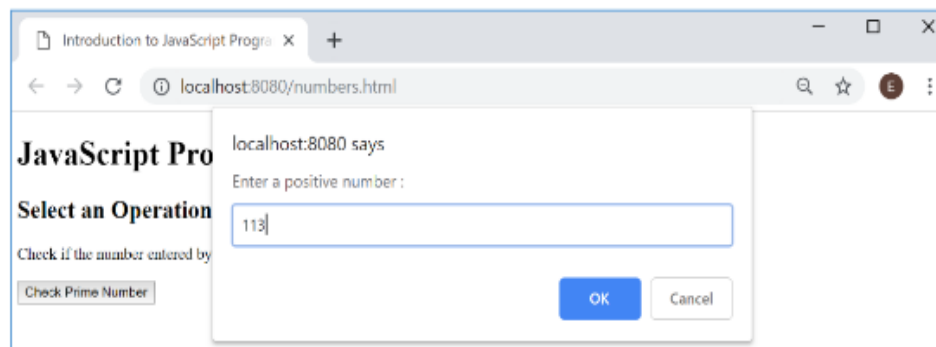 Introduction to JavaScript Progra
localhost:8080/numbers.html
E
localhost:8080 says
JavaScript Pro
Enter a positive number :
Select an Operation
113
Check if the number entered by
Check Prime Number
OK
Cancel